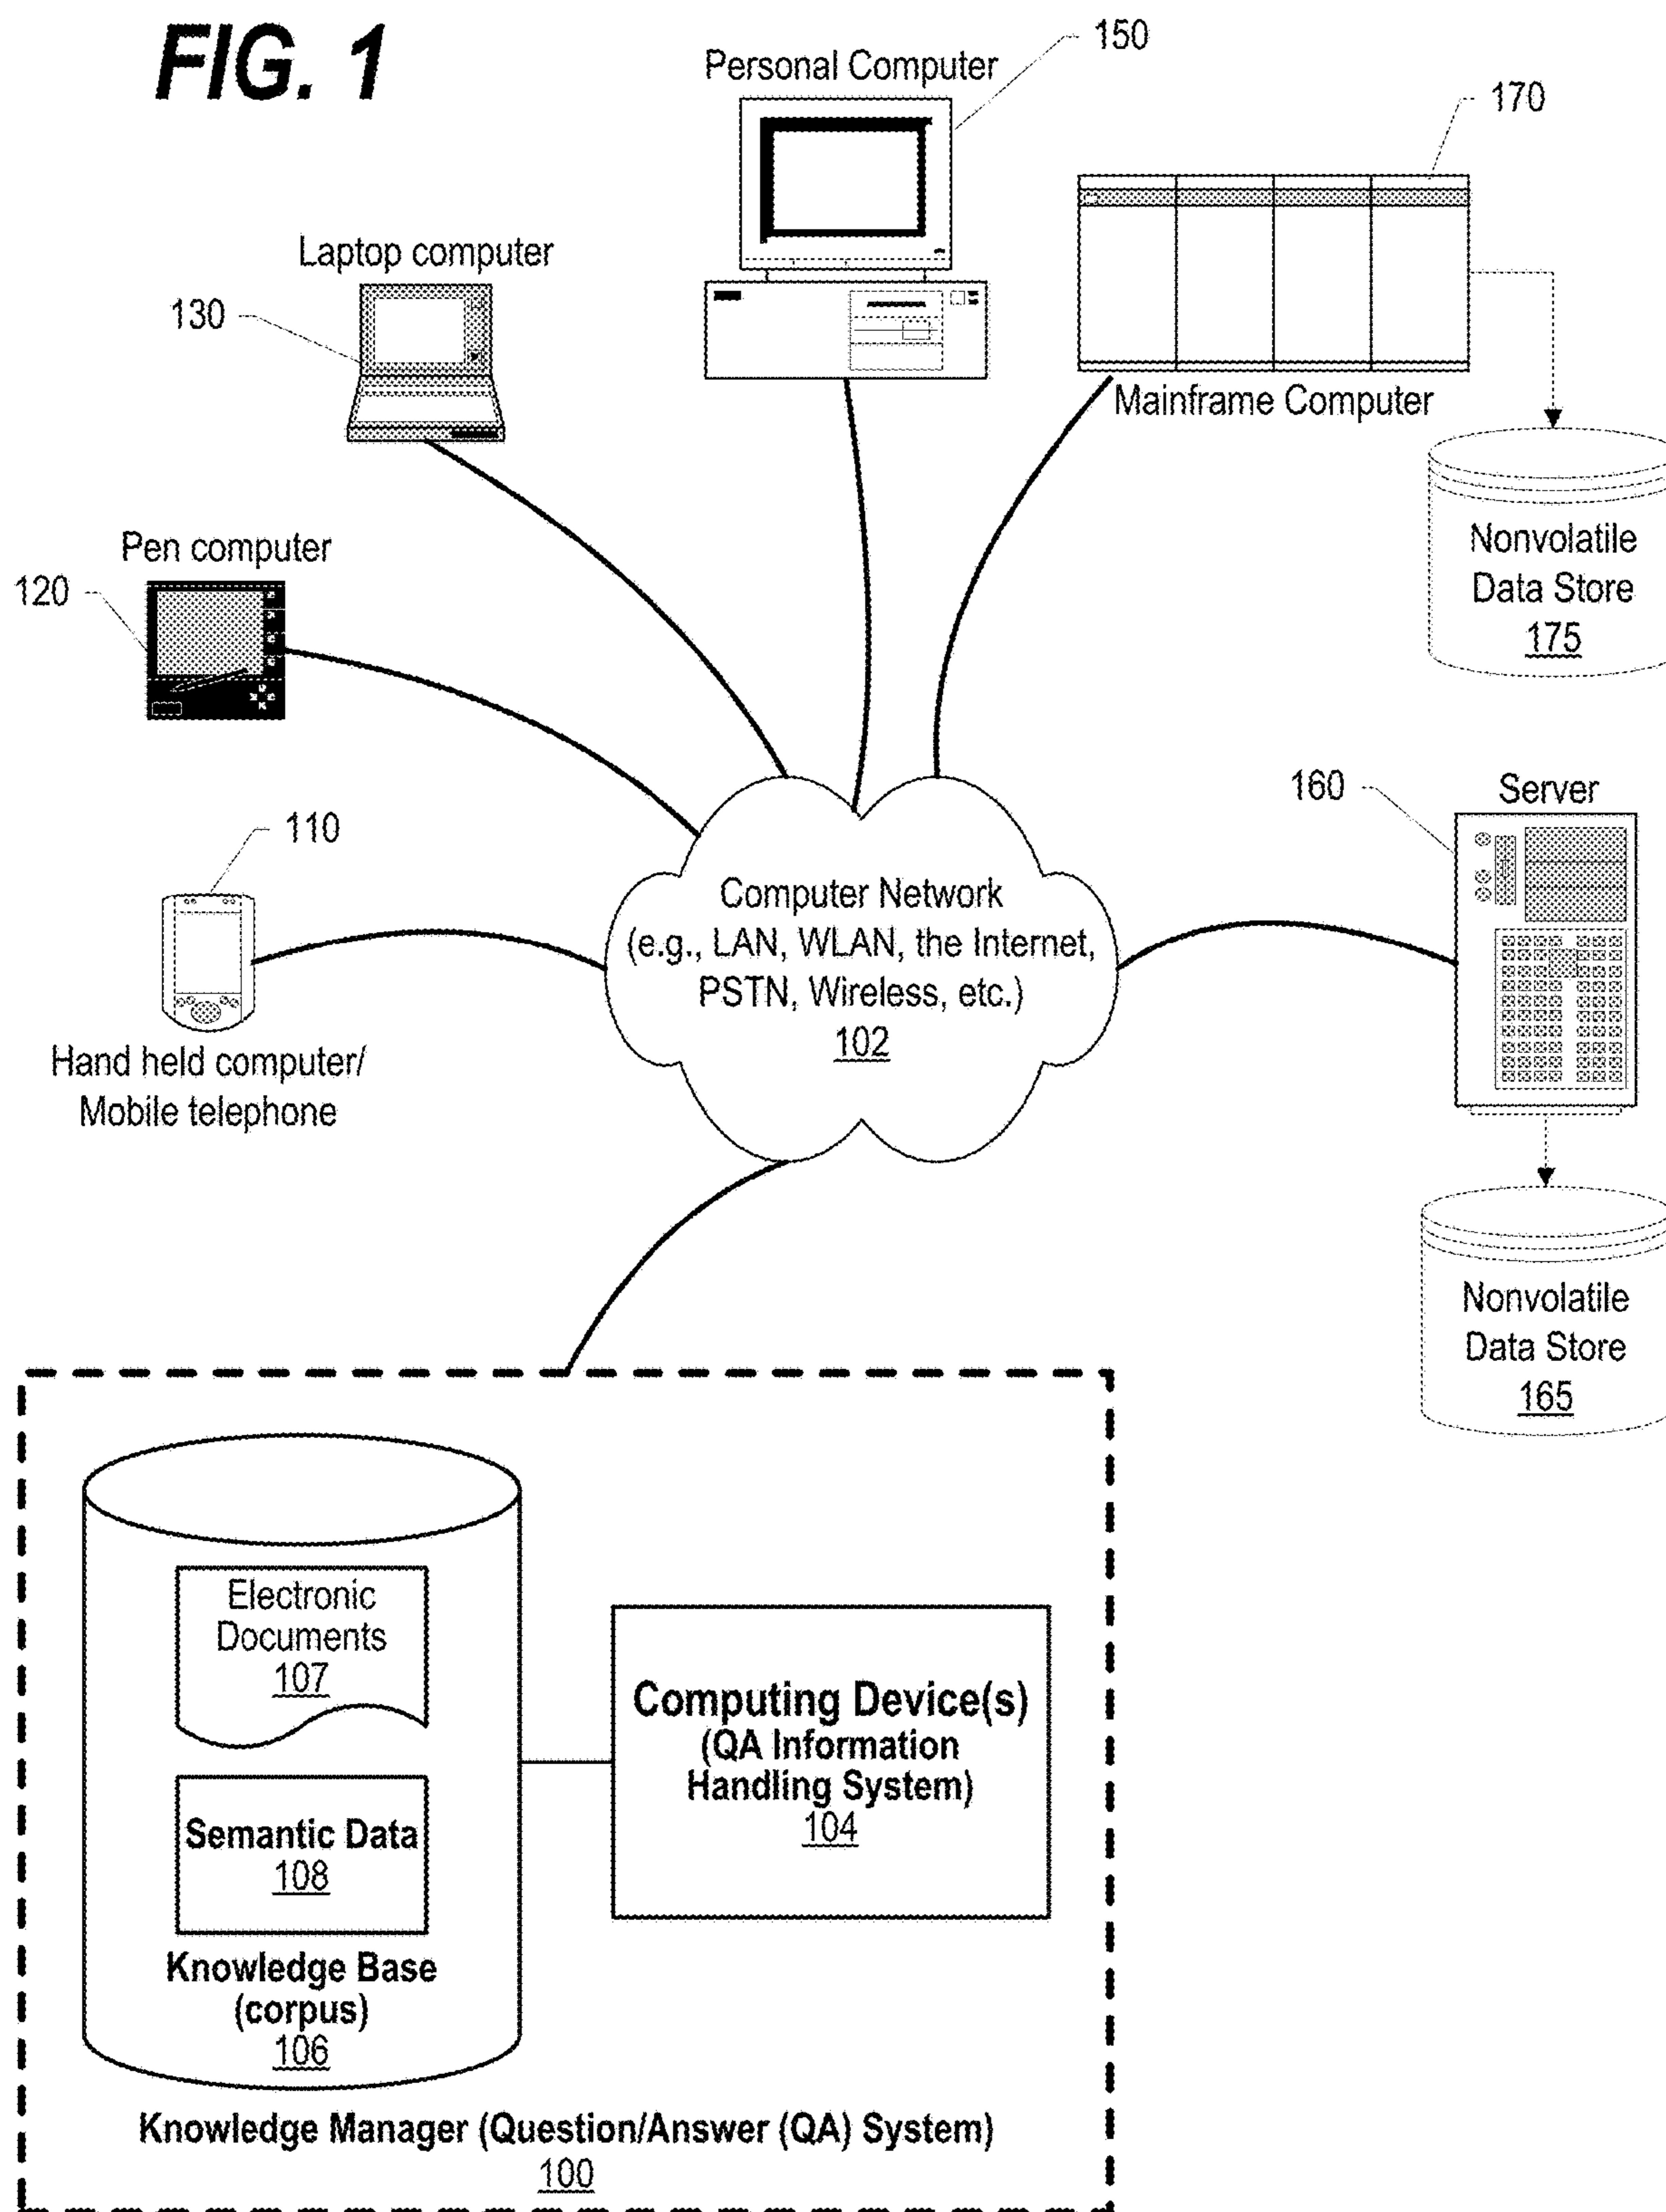 FIG. 1
150
Personal Computer
170
Laptop computer
130
Mainframe Computer
Nonvolatile
Data Store
175
Pen computer
120
160
Server
110
Hand held computer/
Mobile telephone
Computer Network
(e.g., LAN, WLAN, the Internet,
PSTN, Wireless, etc.)
102
Nonvolatile
Data Store
165
Electronic
Documents
107
Semantic Data
108
Knowledge Base
(corpus)
106
Computing Device(s)
(QA Information
Handling System)
104
Knowledge Manager (Question/Answer (QA) System)
100